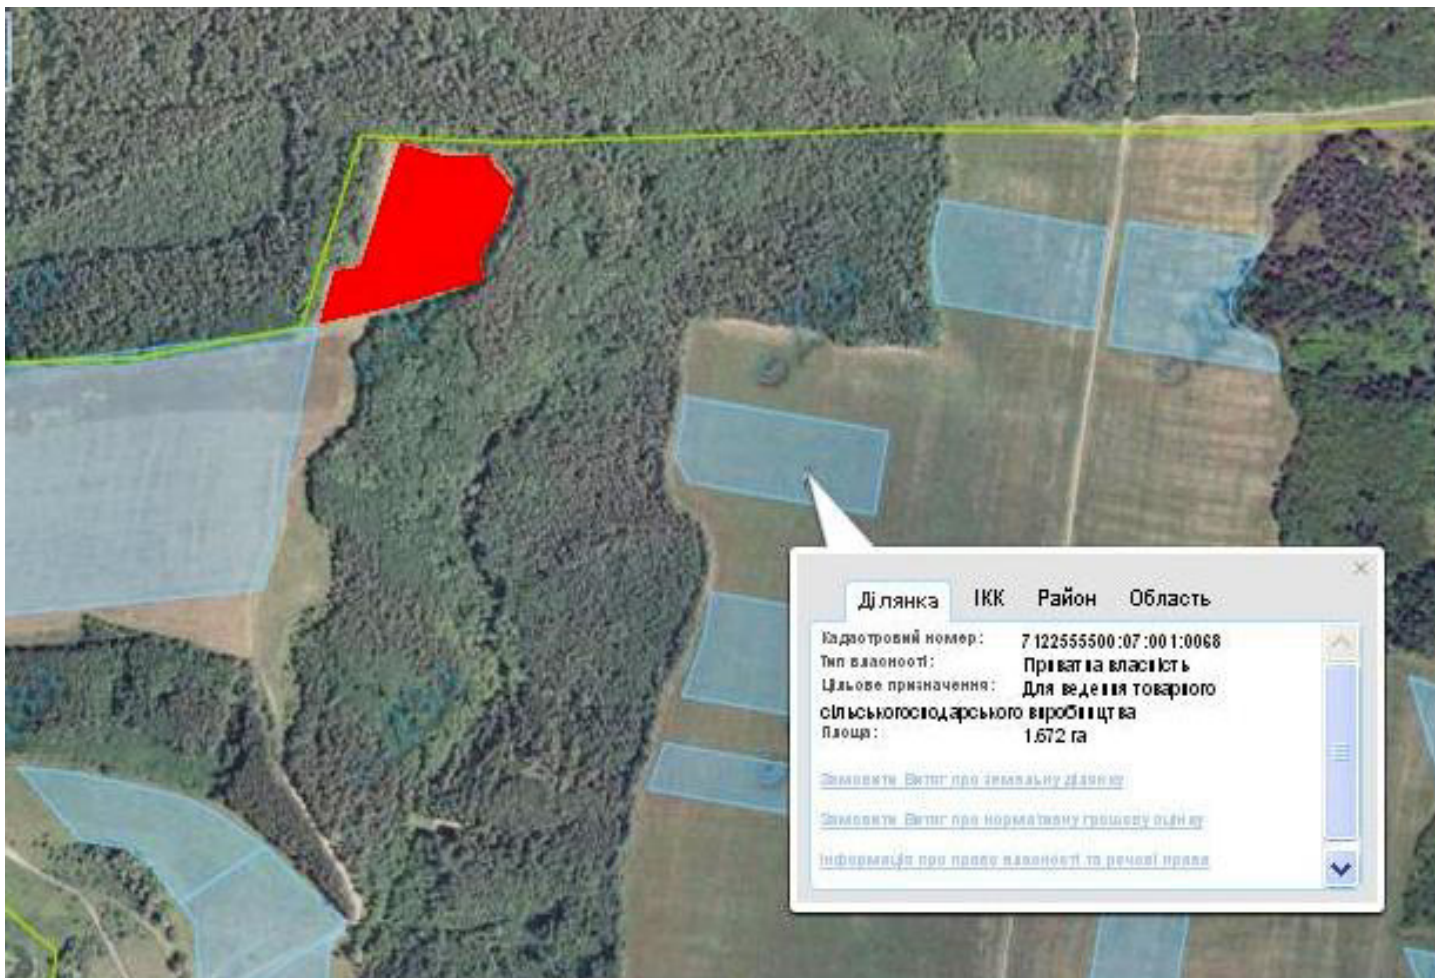 Ділянка ІКК Район Область
Кадастровий номер: 7122555500:07:001:0068
Тип власності: Приватна власність
Цільове призначення: Для ведення товарного
сільськогосподарського виробництва
Площа: 1.672 га
Замовити Витяг про земельну ділянку
Замовити Витяг про нормативну грошову оцінку
Інформація про право власності та речові права